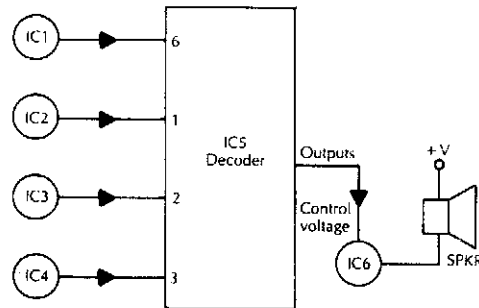 IC1
6
IC2
1
IC5
Decoder
Outputs
+ V
IC3
2
Control
voltage
IC6
SPKR
IC4
3